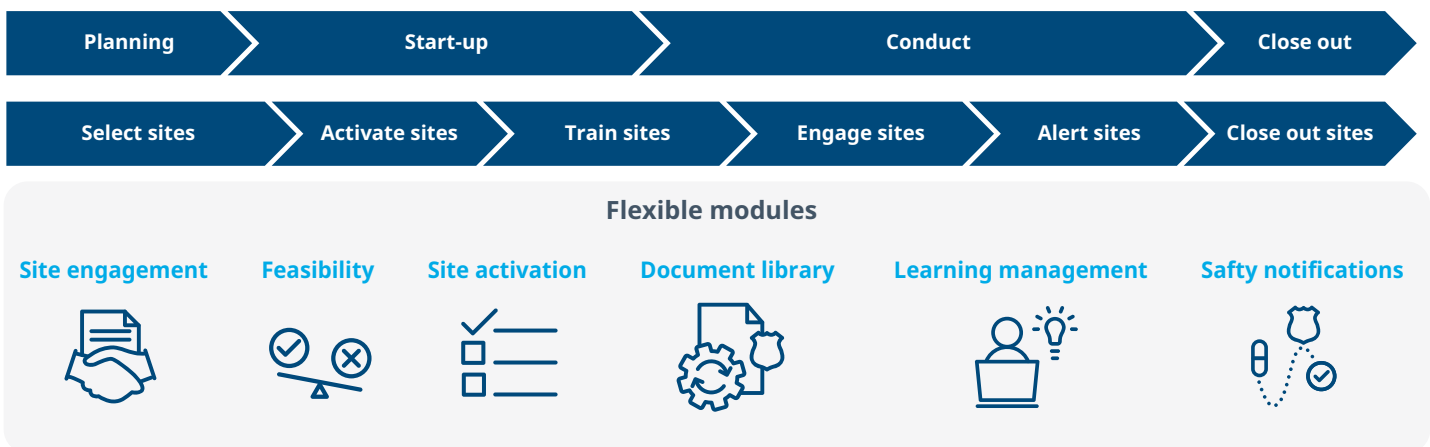 Planning
Start-up
Conduct
Close out
Select sites
Activate sites
Train sites
Engage sites
Alert sites
Close out sites
Flexible modules
Site engagement
Feasibility
Site activation
Document library
Learning management
Safty notifications